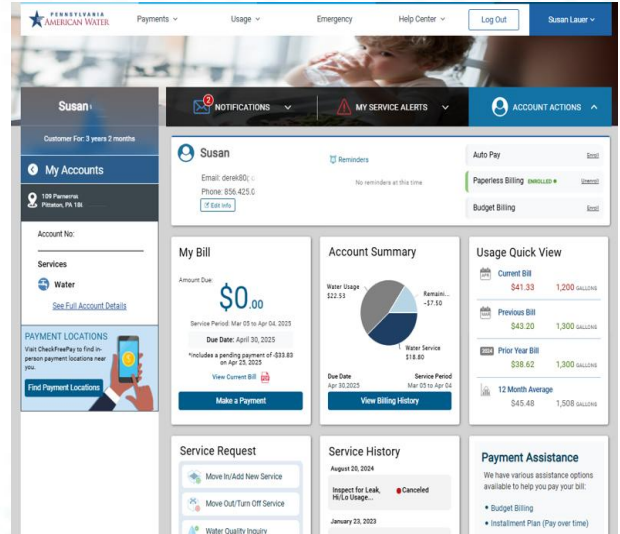 PENNSYLVANIA
AMERICAN WATER
Payments
Usage
Emergency
Help Center
Log Out
Susan Lauer
Susan
Customer For: 3 years 2 months
My Accounts
Pittston, PA
Account No:
Services
Water
See Full Account Details
PAYMENT LOCATIONS
Visit CheckFreePay to find in-
person payment locations near
you.
Find Payment Locations
2
NOTIFICATIONS
MY SERVICE ALERTS
ACCOUNT ACTIONS
Susan
Email: derek80
Phone: 856.425.0
Edit Info
Reminders
No reminders at this time
Auto Pay
Enroll
Paperless Billing ENROLLED
Unenroll
Budget Billing
Enroll
My Bill
Amount Due:
$0.00
Service Period: Mar 05 to Apr 04, 2025
Due Date: April 30, 2025
*Includes a pending payment of -$33.83
on Apr 25, 2025
View Current Bill
Make a Payment
Account Summary
Water Usage
$22.53
Remaini...
-$7.50
Water Service
$18.80
Due Date
Apr 30,2025
Service Period
Mar 05 to Apr 04
View Billing History
Usage Quick View
Current Bill
$41.33 1,200 GALLONS
Previous Bill
$43.20 1,300 GALLONS
2024
Prior Year Bill
$38.62 1,300 GALLONS
12 Month Average
$45.48 1,508 GALLONS
Service Request
Move In/Add New Service
Move Out/Turn Off Service
Water Quality Inquiry
Service History
August 20, 2024
Inspect for Leak,
Hi/Lo Usage...
Canceled
January 23, 2023
Payment Assistance
We have various assistance options
available to help you pay your bill:
• Budget Billing
• Installment Plan (Pay over time)